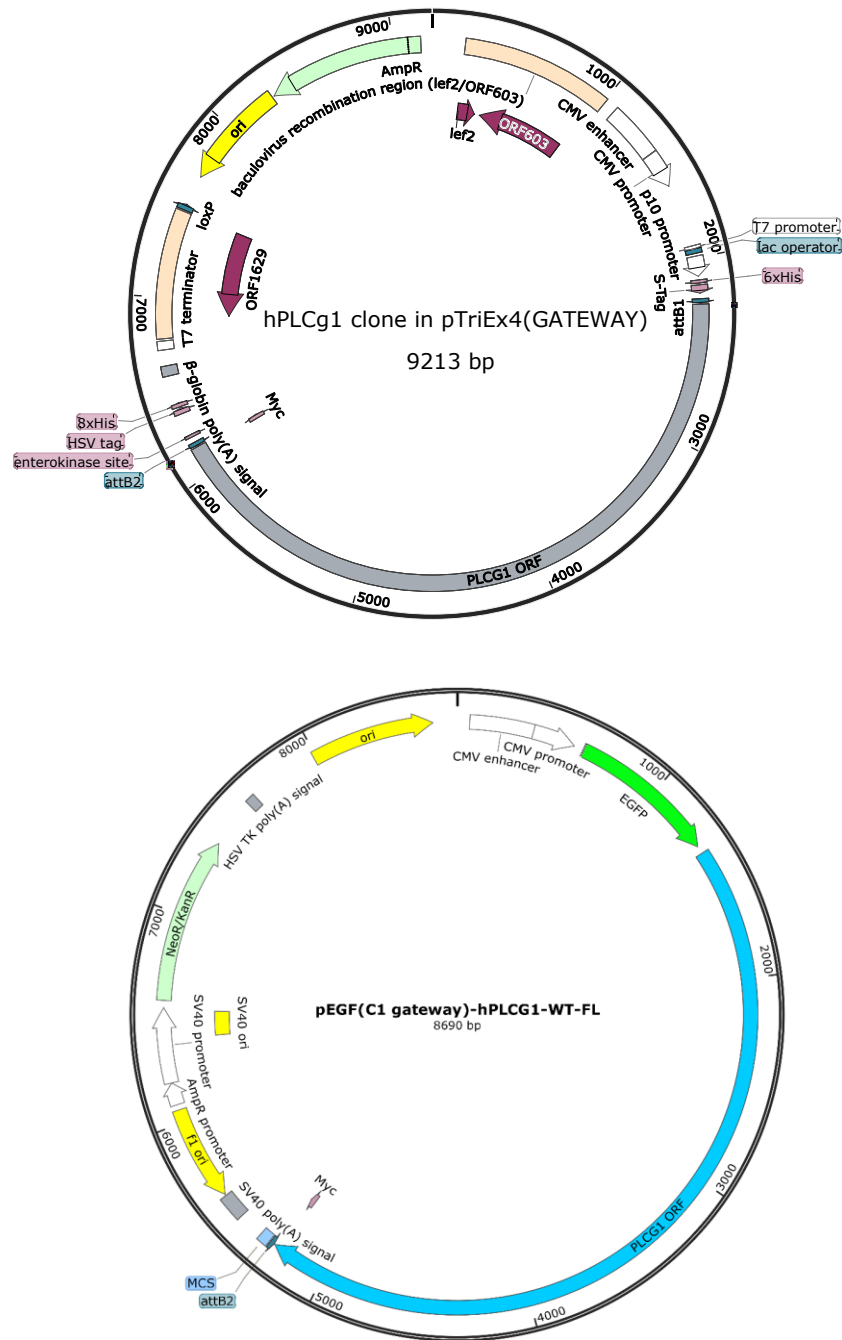 9000
AmpR
baculovirus recombination region (lef2/ORF603)
lef2
ORF603
1000
CMV enhancer
CMV promoter
p10 promoter
2000
T7 promoter
lac operator
6xHis
S-Tag
attB1
8000
ori
loxP
ORF1629
T7 terminator
7000
hPLCg1 clone in pTriEx4(GATEWAY)
9213 bp
3000
β-globin poly(A) signal
Myc
8xHis
HSV tag
enterokinase site
attB2
6000
PLCG1 ORF
5000
4000
8000
ori
CMV enhancer
CMV promoter
1000
EGFP
HSV TK poly(A) signal
7000
NeoR/KanR
2000
SV40 promoter
SV40 ori
pEGF(C1 gateway)-hPLCG1-WT-FL
8690 bp
AmpR promoter
6000
f1 ori
SV40 poly(A) signal
Myc
3000
PLCG1 ORF
MCS
attB2
5000
4000